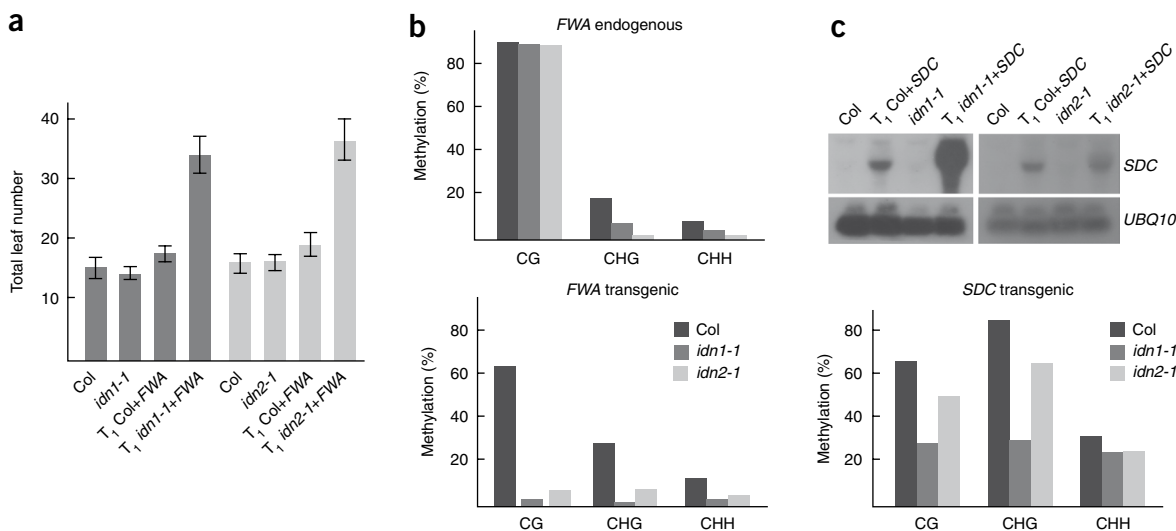 a
Total leaf number
40
30
20
10
Col
idn1-1
T1 Col+FWA
T1 idn1-1+FWA
Col
idn2-1
T1 Col+FWA
T1 idn2-1+FWA
b
FWA endogenous
Methylation (%)
80
60
40
20
CG
CHG
CHH
FWA transgenic
Methylation (%)
80
60
40
20
Col
idn1-1
idn2-1
CG
CHG
CHH
c
Col
T1 Col+SDC
idn1-1
T1 idn1-1+SDC
Col
T1 Col+SDC
idn2-1
T1 idn2-1+SDC
SDC
UBQ10
SDC transgenic
Methylation (%)
80
60
40
20
Col
idn1-1
idn2-1
CG
CHG
CHH